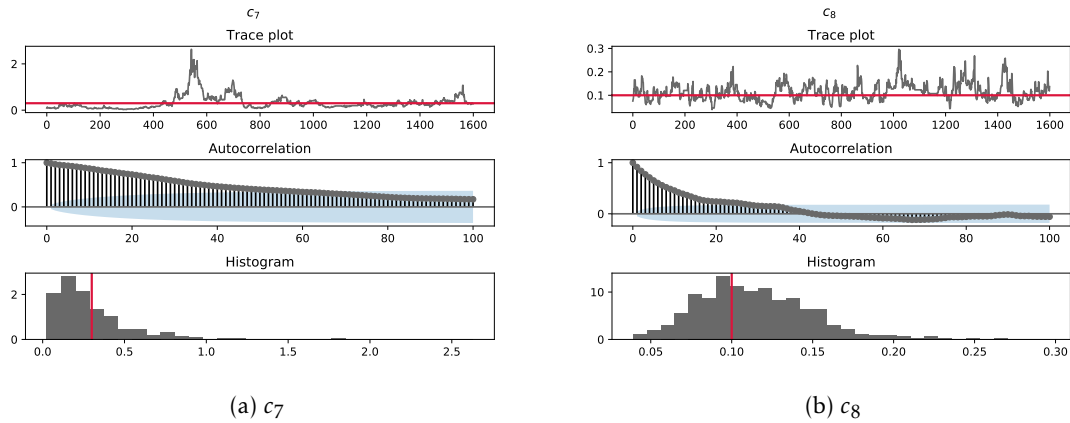 c7
Trace plot
2
0
0 200 400 600 800 1000 1200 1400 1600
Autocorrelation
1
0
0 20 40 60 80 100
Histogram
2
0
0.0 0.5 1.0 1.5 2.0 2.5
(a) c7
c8
Trace plot
0.3
0.2
0.1
0 200 400 600 800 1000 1200 1400 1600
Autocorrelation
1
0
0 20 40 60 80 100
Histogram
10
0
0.05 0.10 0.15 0.20 0.25 0.30
(b) c8